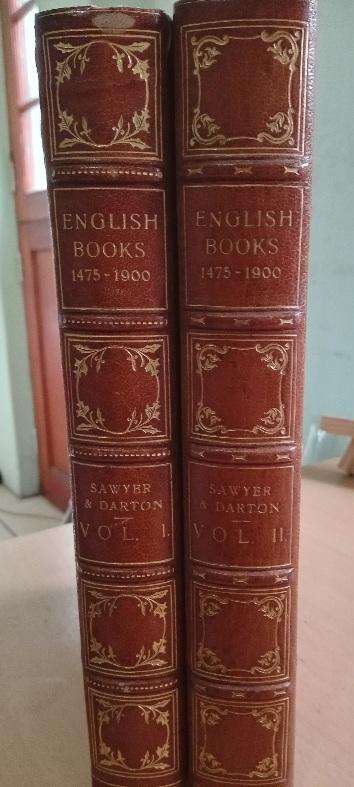 ENGLISH
BOOKS
1475-1900
SAWYER
& DARTON
VOL. I.
ENGLISH
BOOKS
1475-1900
SAWYER
& DARTON
VOL. II.